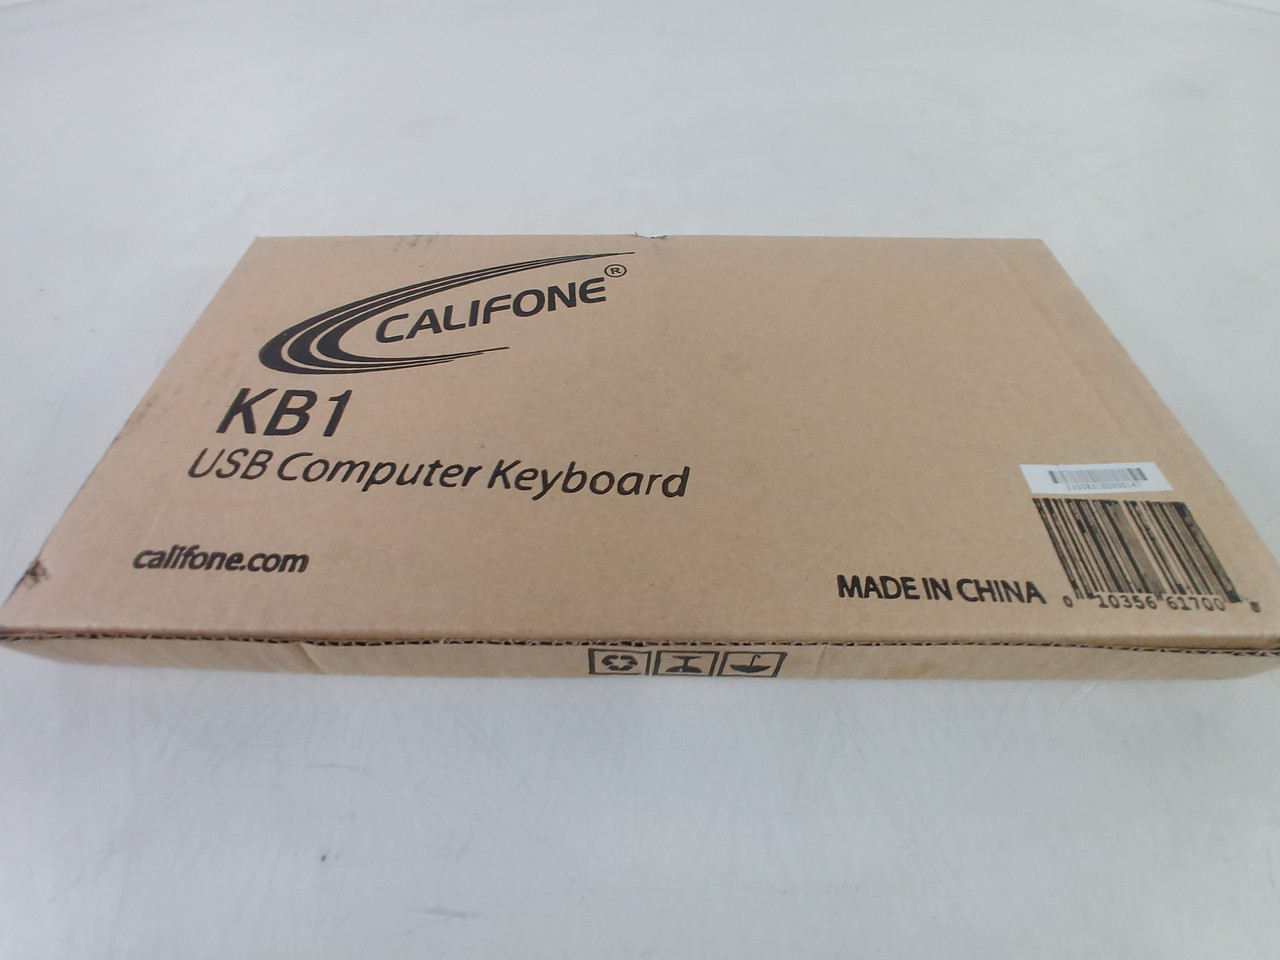 CALIFONE®
KB1
USB Computer Keyboard
califone.com
MADE IN CHINA
0 10356 61700